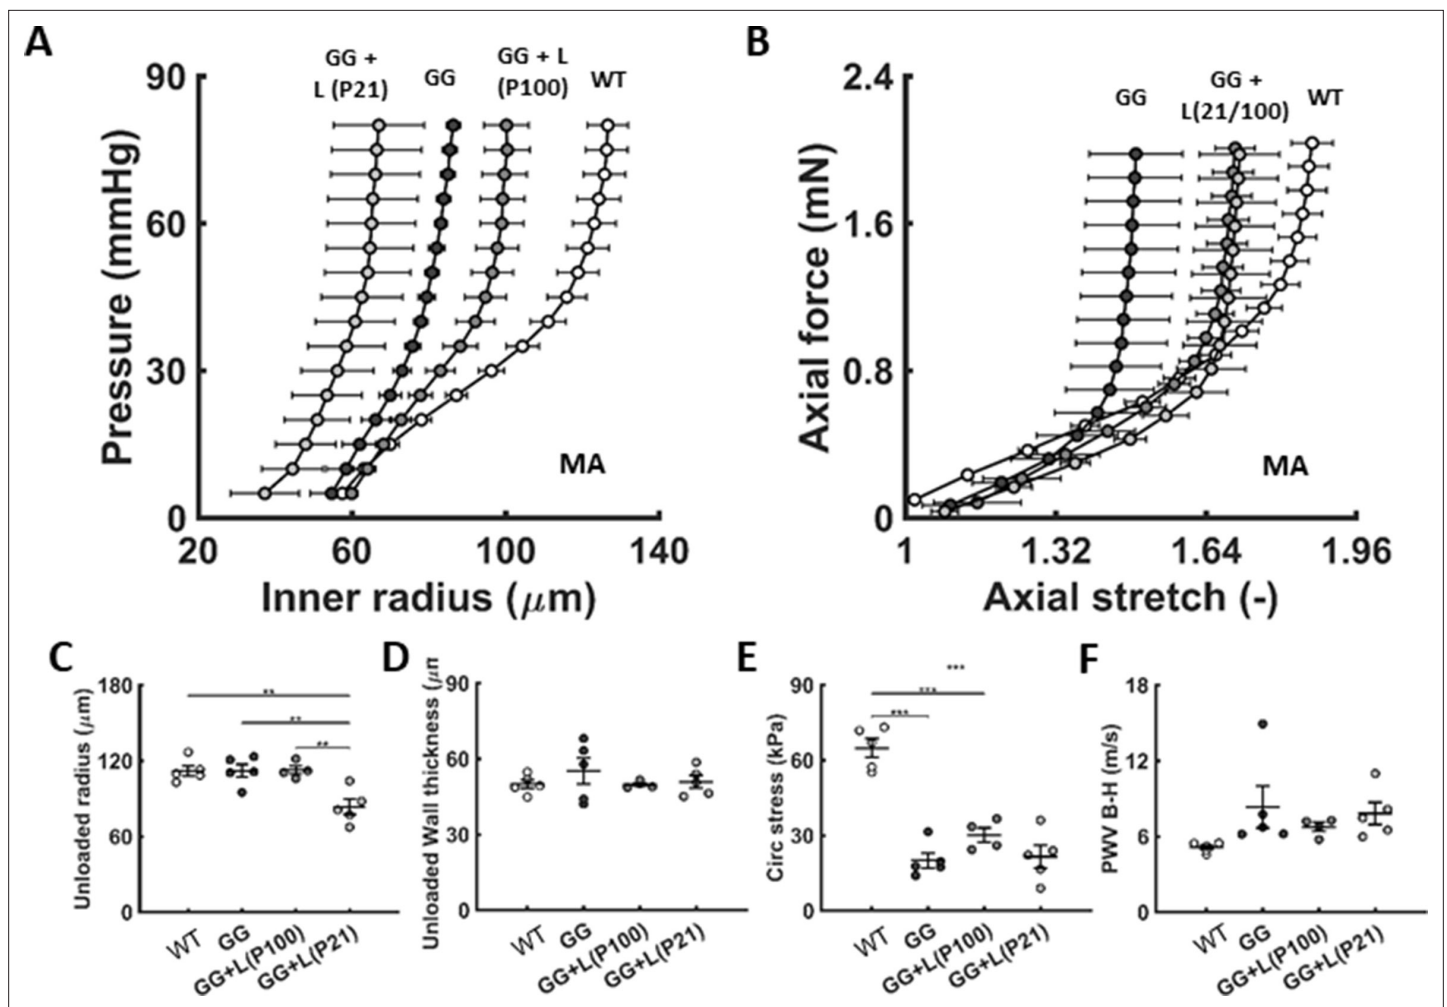 A
GG +
L (P21)
GG
GG + L
(P100)
WT
90
60
30
0
Pressure (mmHg)
MA
20 60 100 140
Inner radius (μm)
B
GG
GG +
L(21/100)
WT
2.4
1.6
0.8
0
Axial force (mN)
MA
1 1.32 1.64 1.96
Axial stretch (-)
C
Unloaded radius (μm)
180
120
60
0
**
**
**
WT
GG
GG+L(P100)
GG+L(P21)
D
Unloaded Wall thickness (μm
90
60
30
0
WT
GG
GG+L(P100)
GG+L(P21)
E
Circ stress (kPa)
90
60
30
0
***
***
***
WT
GG
GG+L(P100)
GG+L(P21)
F
PWV B-H (m/s)
18
12
6
0
WT
GG
GG+L(P100)
GG+L(P21)